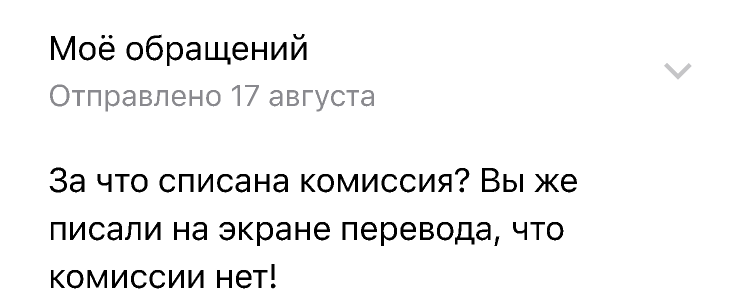 Моё обращений
Отправлено 17 августа
За что списана комиссия? Вы же
писали на экране перевода, что
комиссии нет!